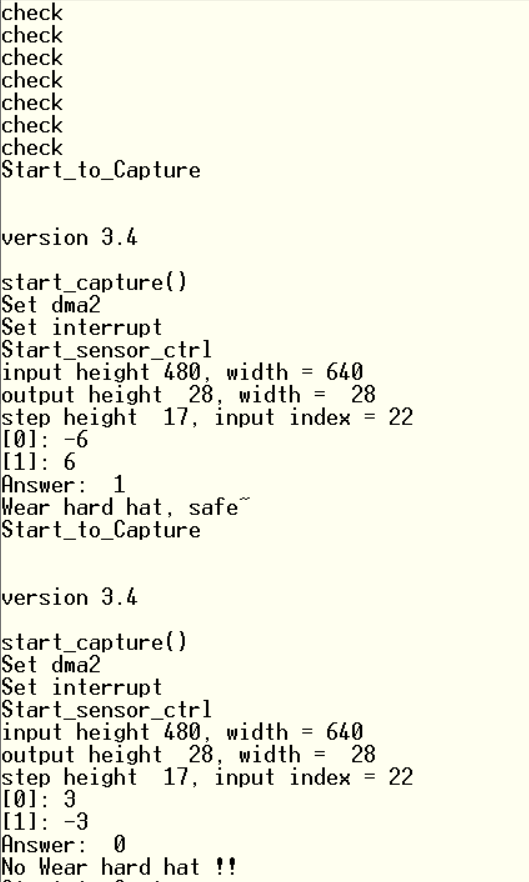 check
check
check
check
check
check
check
Start_to_Capture
version 3.4
start_capture()
Set dma2
Set interrupt
Start_sensor_ctrl
input height 480, width = 640
output height  28, width =  28
step height  17, input index = 22
[0]: -6
[1]: 6
Answer:  1
Wear hard hat, safe~
Start_to_Capture
version 3.4
start_capture()
Set dma2
Set interrupt
Start_sensor_ctrl
input height 480, width = 640
output height  28, width =  28
step height  17, input index = 22
[0]: 3
[1]: -3
Answer:  0
No Wear hard hat !!